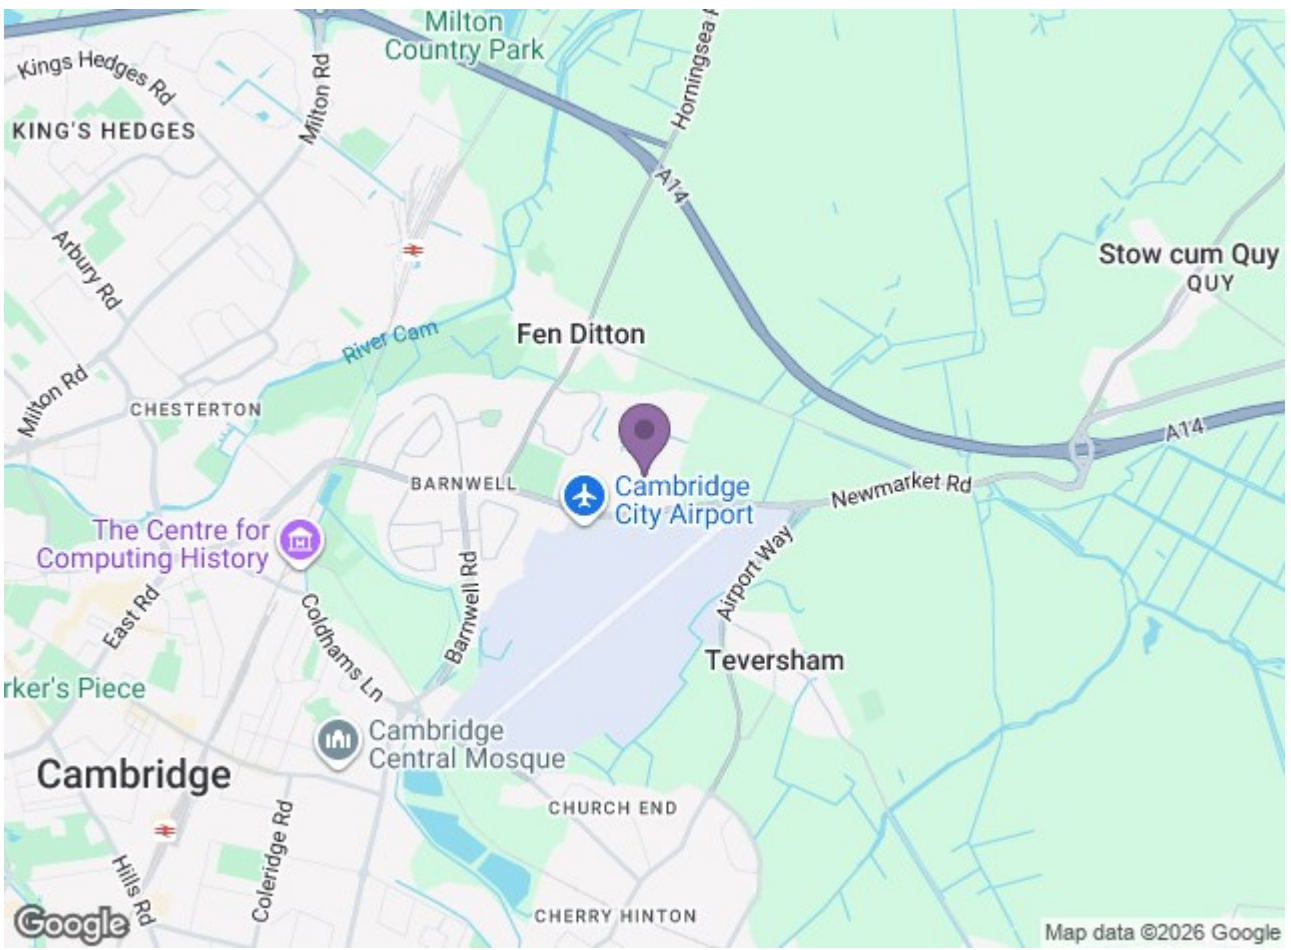 Milton
Country Park
Kings Hedges Rd
Milton Rd
Horningsea
KING'S HEDGES
A14
Arbury Rd
Stow cum Quy
QUY
River Cam
Fen Ditton
Milton Rd
CHESTERTON
A14
BARNWELL
Cambridge
City Airport
Newmarket Rd
The Centre for
Computing History
Airport Way
Barnwell Rd
East Rd
Coldhams Ln
Teversham
rker's Piece
Cambridge
Central Mosque
Cambridge
CHURCH END
Coleridge Rd
Hills Rd
CHERRY HINTON
Google
Map data ©2026 Google